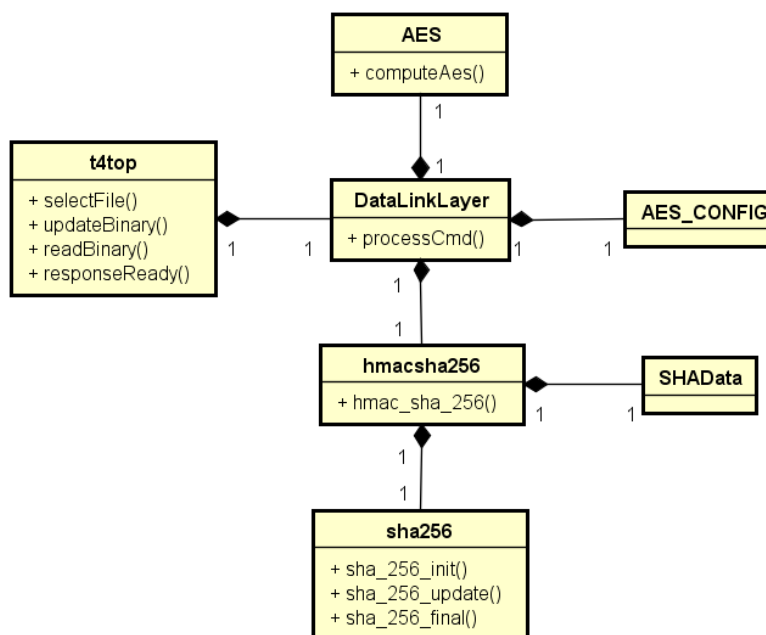 AES
+ computeAes()
1
1
t4top
+ selectFile()
+ updateBinary()
+ readBinary()
+ responseReady()
1
1
DataLinkLayer
+ processCmd()
1
1
AES_CONFIG
1
1
hmacsha256
+ hmac_sha_256()
1
1
SHAData
1
1
sha256
+ sha_256_init()
+ sha_256_update()
+ sha_256_final()